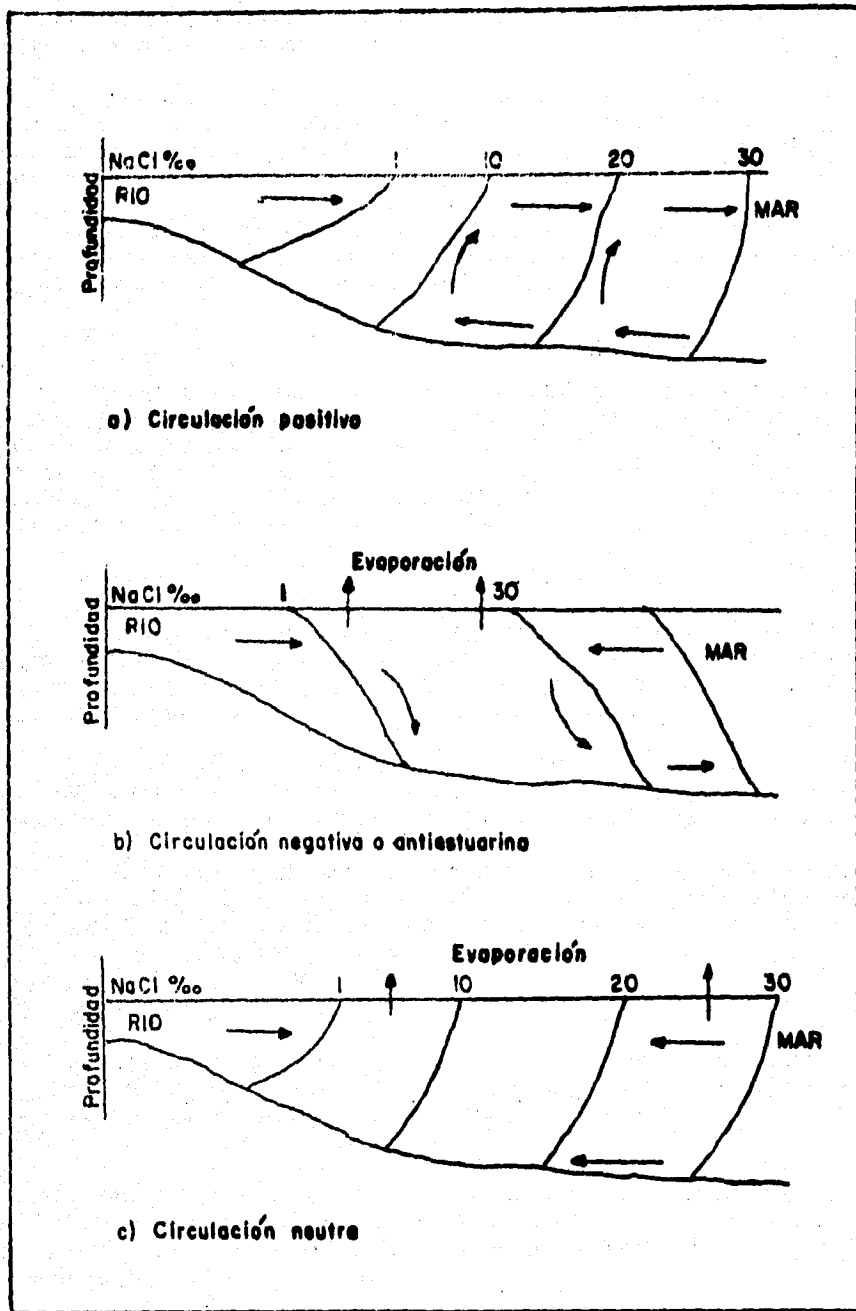 NaCl ‰ 1 10 20 30
RIO
MAR
Profundidad
a) Circulación positiva
Evaporación
NaCl ‰ 1 30
RIO
MAR
Profundidad
b) Circulación negativa o antiestuarina
Evaporación
NaCl ‰ 1 10 20 30
RIO
MAR
Profundidad
c) Circulación neutra